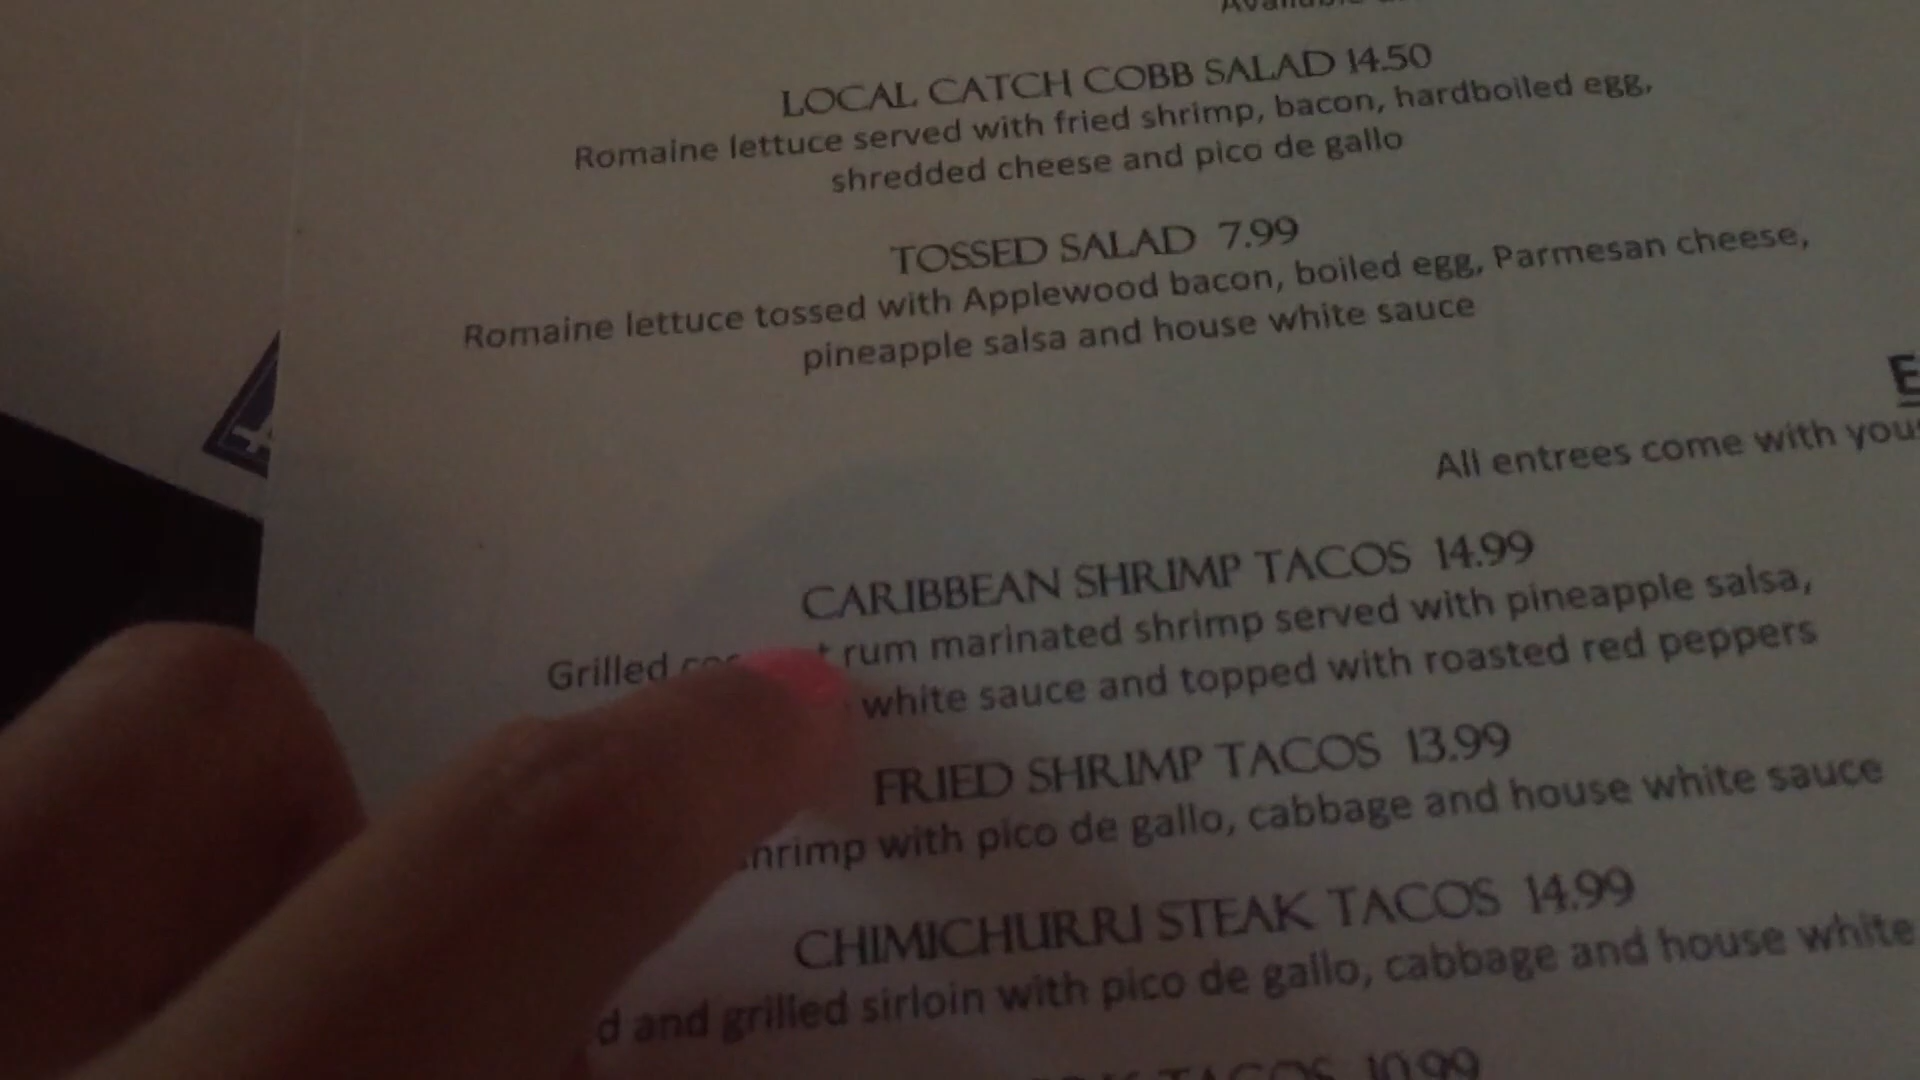 LOCAL CATCH COBB SALAD 14.50
Romaine lettuce served with fried shrimp, bacon, hardboiled egg,
shredded cheese and pico de gallo
TOSSED SALAD 7.99
Romaine lettuce tossed with Applewood bacon, boiled egg, Parmesan cheese,
pineapple salsa and house white sauce
All entrees come with
CARIBBEAN SHRIMP TACOS 14.99
Grilled rum marinated shrimp served with pineapple salsa,
white sauce and topped with roasted red peppers
FRIED SHRIMP TACOS 13.99
with pico de gallo, cabbage and house white sauce
CHIMICHURRI STEAK TACOS 14.99
and grilled sirloin with pico de gallo, cabbage and house white
TACOS 10.99